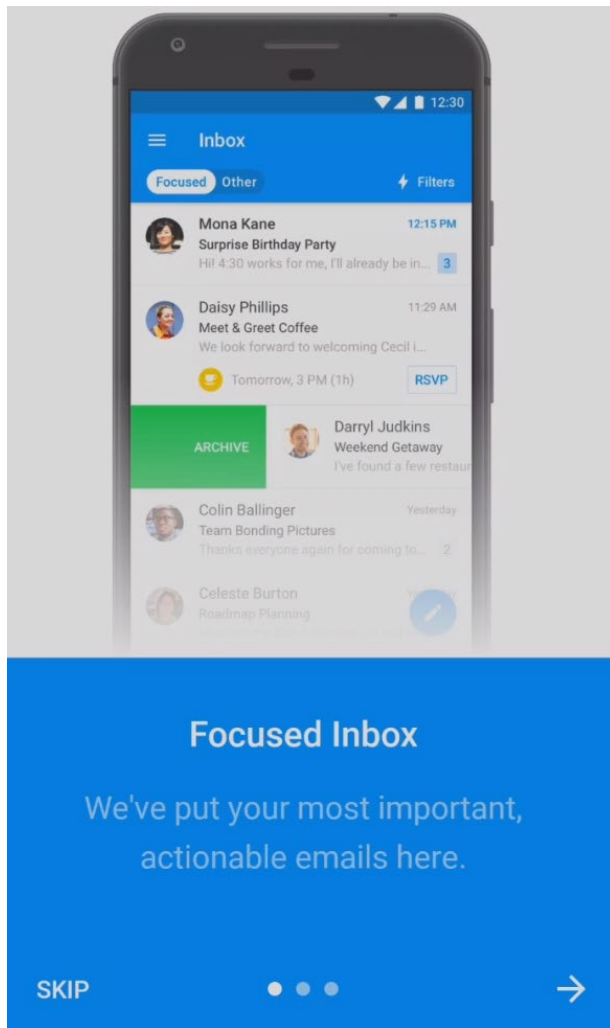 12:30
Inbox
Focused Other Filters
Mona Kane 12:15 PM
Surprise Birthday Party
Hi! 4:30 works for me, I'll already be in... 3
Daisy Phillips 11:29 AM
Meet & Greet Coffee
We look forward to welcoming Cecil i...
Tomorrow, 3 PM (1h) RSVP
ARCHIVE
Darryl Judkins
Weekend Getaway
I've found a few restaur
Colin Ballinger Yesterday
Team Bonding Pictures
Thanks everyone again for coming to... 2
Celeste Burton
Roadmap Planning
Focused Inbox
We've put your most important,
actionable emails here.
SKIP